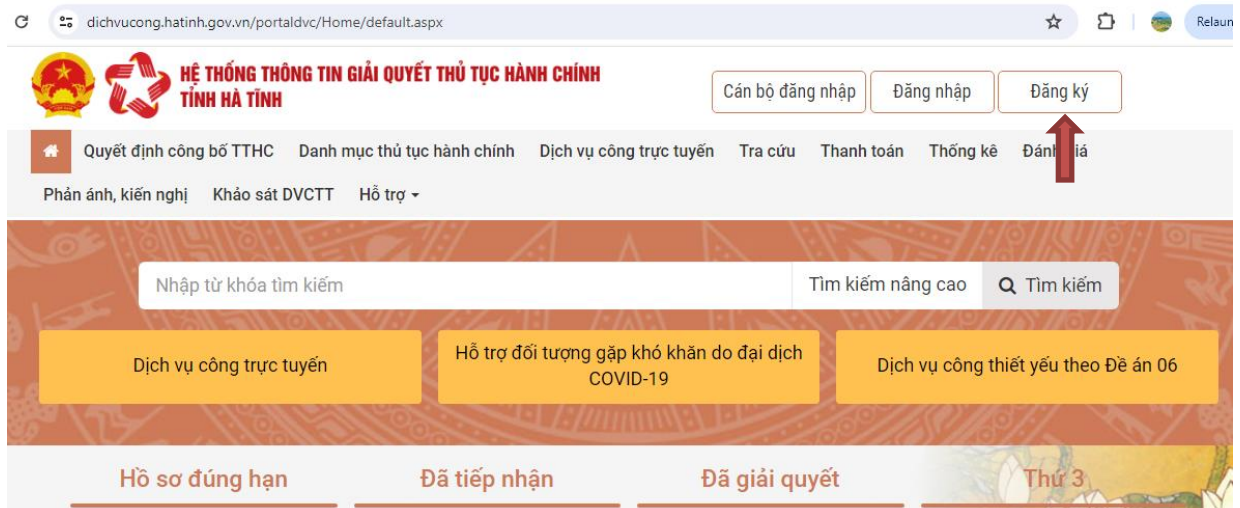 dichvucong.hatinh.gov.vn/portaldvc/Home/default.aspx
Relaun
HỆ THỐNG THÔNG TIN GIẢI QUYẾT THỦ TỤC HÀNH CHÍNH
TỈNH HÀ TĨNH
Cán bộ đăng nhập Đăng nhập Đăng ký
Quyết định công bố TTHC Danh mục thủ tục hành chính Dịch vụ công trực tuyến Tra cứu Thanh toán Thống kê
Phản ánh, kiến nghị Khảo sát DVCTT Hỗ trợ
Nhập từ khóa tìm kiếm Tìm kiếm nâng cao Tìm kiếm
Dịch vụ công trực tuyến
Hỗ trợ đối tượng gặp khó khăn do đại dịch
COVID-19
Dịch vụ công thiết yếu theo Đề án 06
Hồ sơ đúng hạn Đã tiếp nhận Đã giải quyết Thứ 3